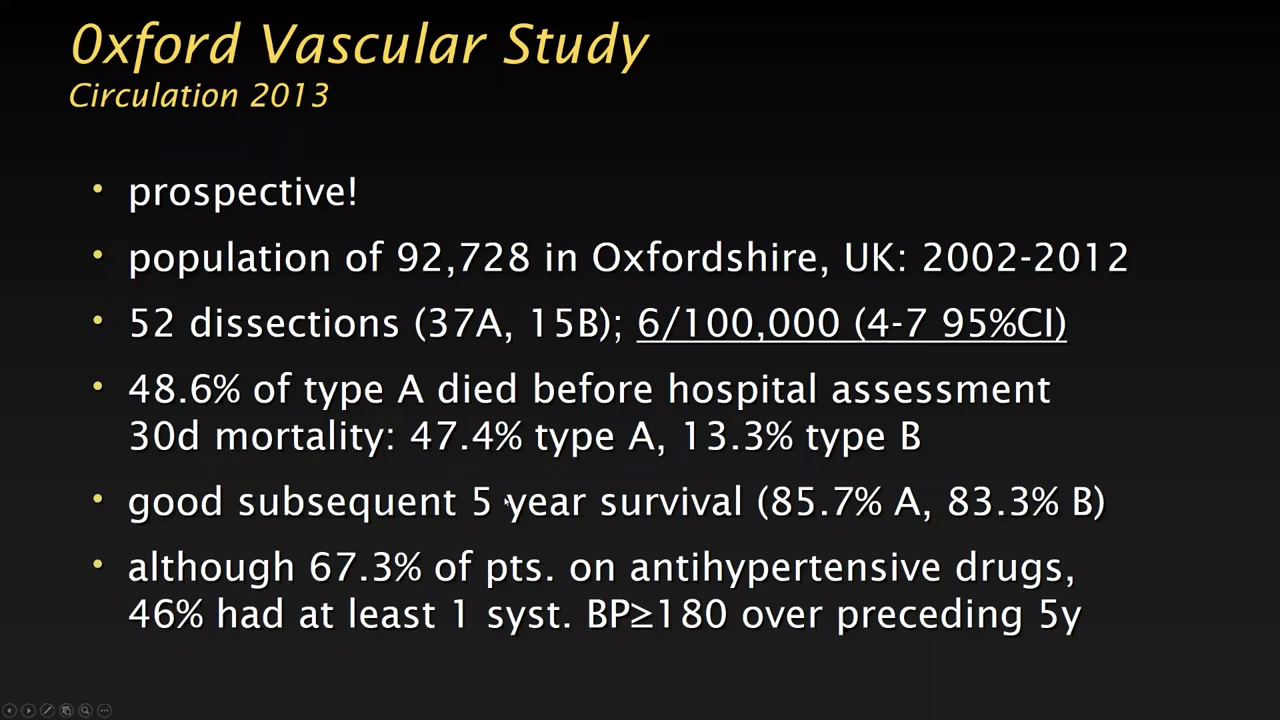 Oxford Vascular Study
Circulation 2013
• prospective!
• population of 92,728 in Oxfordshire, UK: 2002-2012
• 52 dissections (37A, 15B); 6/100,000 (4-7 95%CI)
• 48.6% of type A died before hospital assessment
30d mortality: 47.4% type A, 13.3% type B
• good subsequent 5 year survival (85.7% A, 83.3% B)
• although 67.3% of pts. on antihypertensive drugs,
46% had at least 1 syst. BP≥180 over preceding 5y